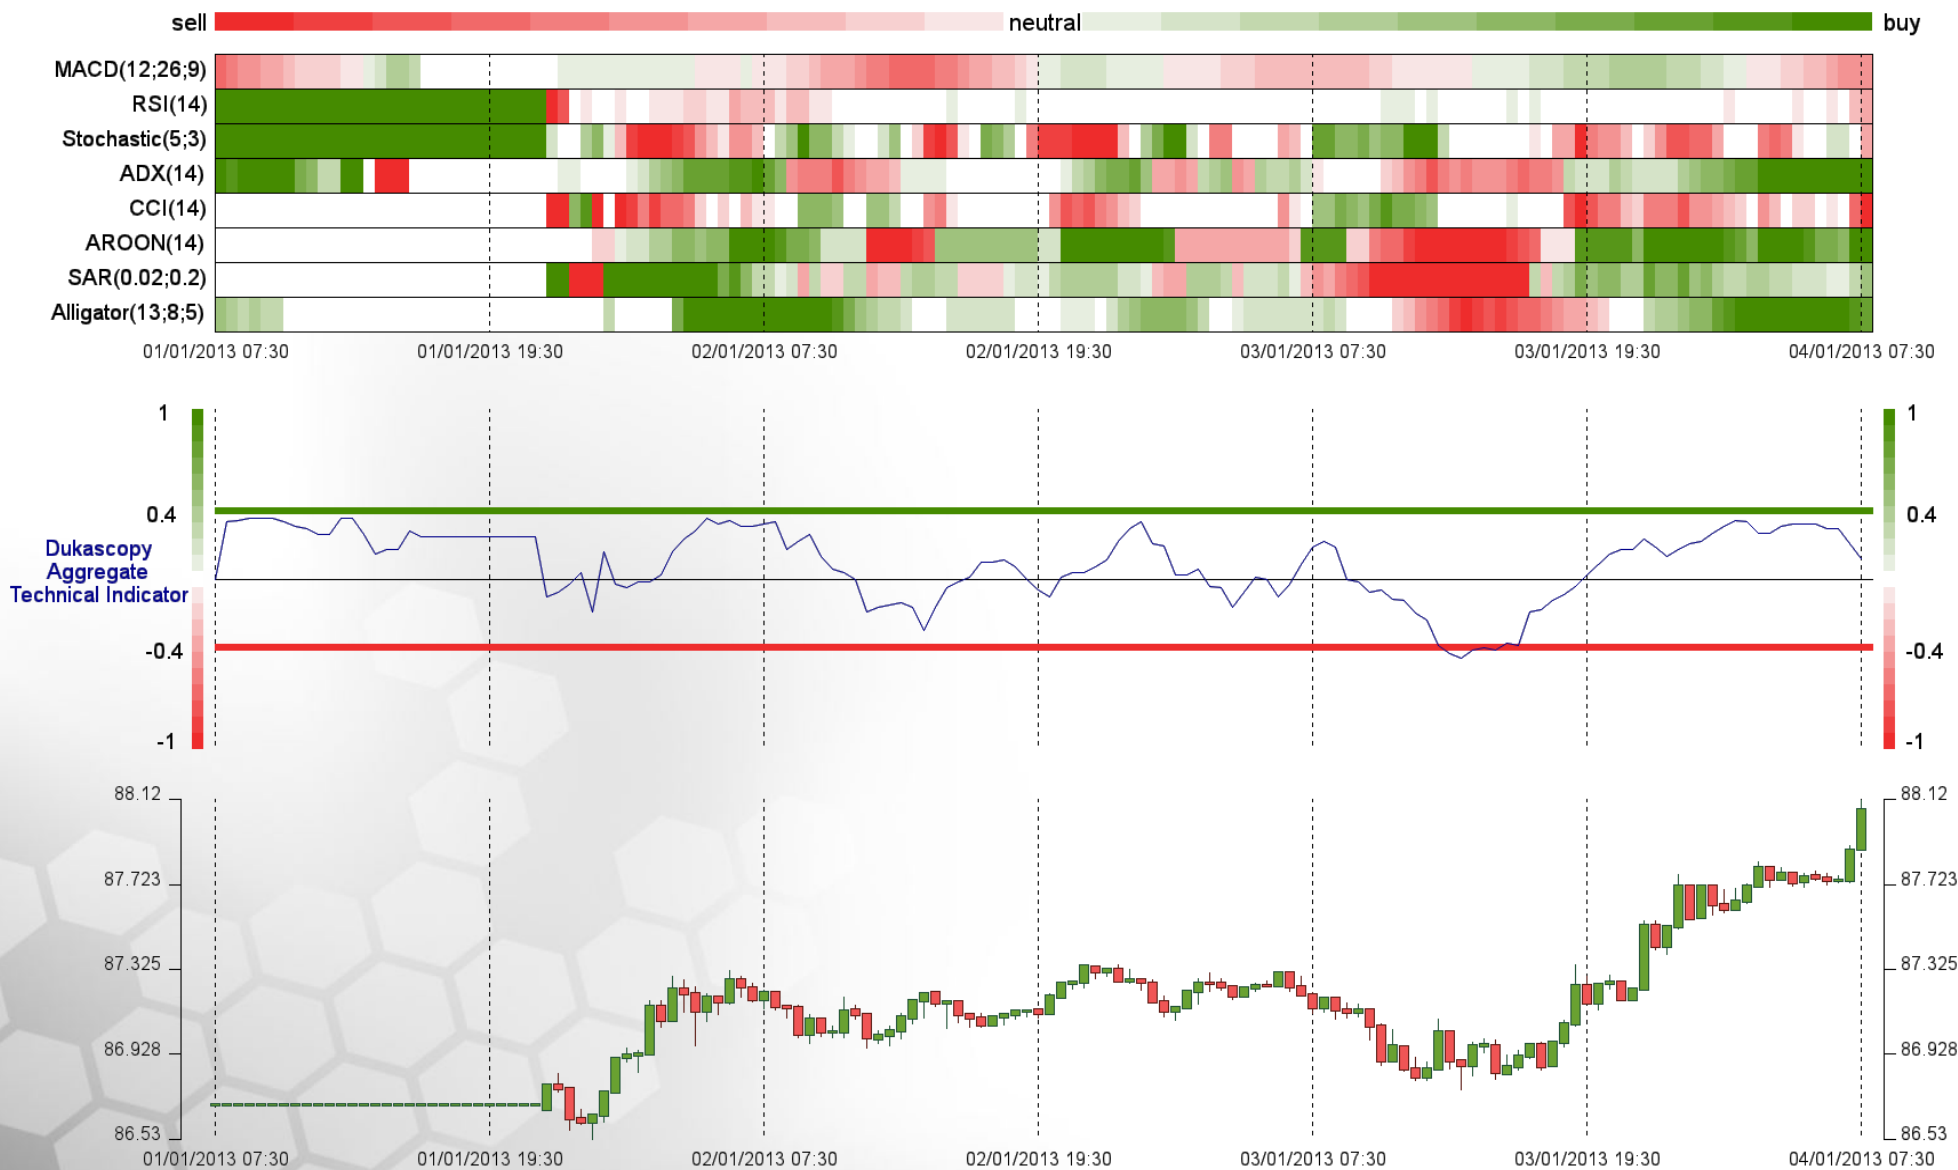 sell neutral buy
MACD(12;26;9)
RSI(14)
Stochastic(5;3)
ADX(14)
CCI(14)
AROON(14)
SAR(0.02;0.2)
Alligator(13;8;5)
01/01/2013 07:30 01/01/2013 19:30 02/01/2013 07:30 02/01/2013 19:30 03/01/2013 07:30 03/01/2013 19:30 04/01/2013 07:30
1 1
0.4 0.4
Dukascopy
Aggregate
Technical Indicator
-0.4 -0.4
-1 -1
88.12 88.12
87.723 87.723
87.325 87.325
86.928 86.928
86.53 86.53
01/01/2013 07:30 01/01/2013 19:30 02/01/2013 07:30 02/01/2013 19:30 03/01/2013 07:30 03/01/2013 19:30 04/01/2013 07:30